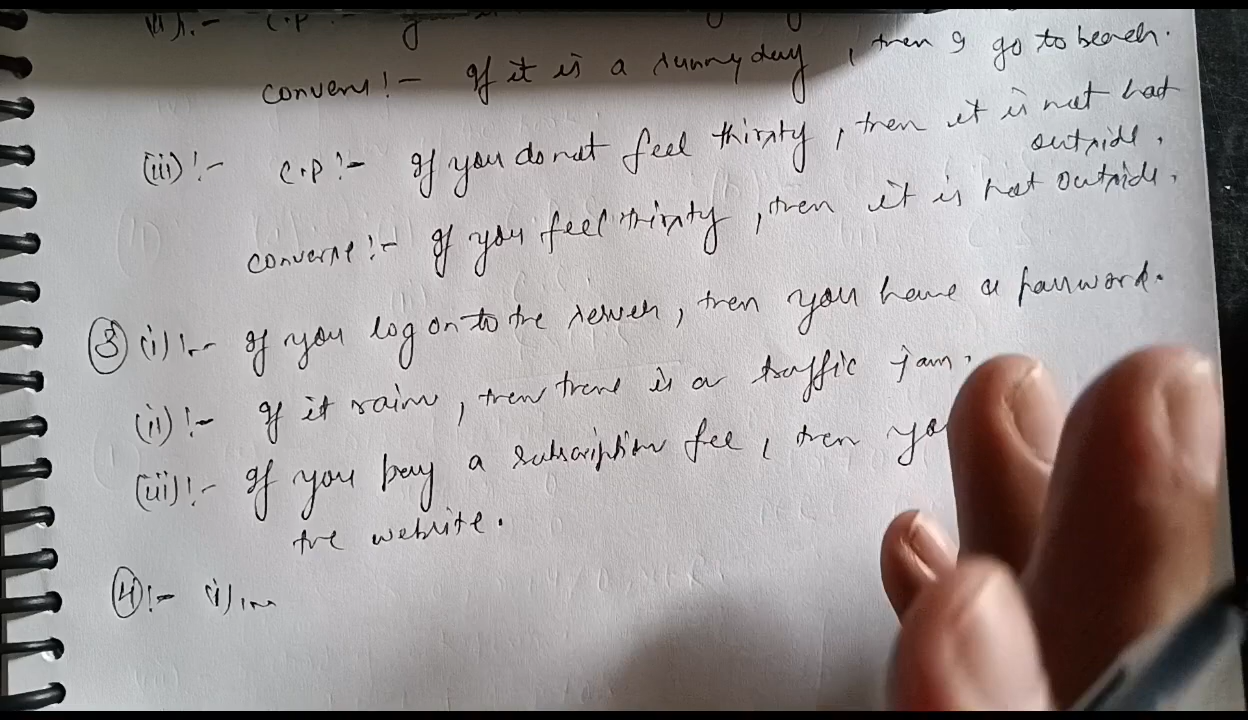 c.p :-
converse :- If it is a sunny day, then I go to beach.
(iii) :- c.p :- If you do not feel thirsty, then it is not hot outside.
converse :- If you feel thirsty, then it is hot outside.
(3) (i) :- If you log on to the server, then you have a password.
(ii) :- If it rains, then there is a traffic jam.
(iii) :- If you pay a subscription fee, then
the website.
(4) :- (i) :-